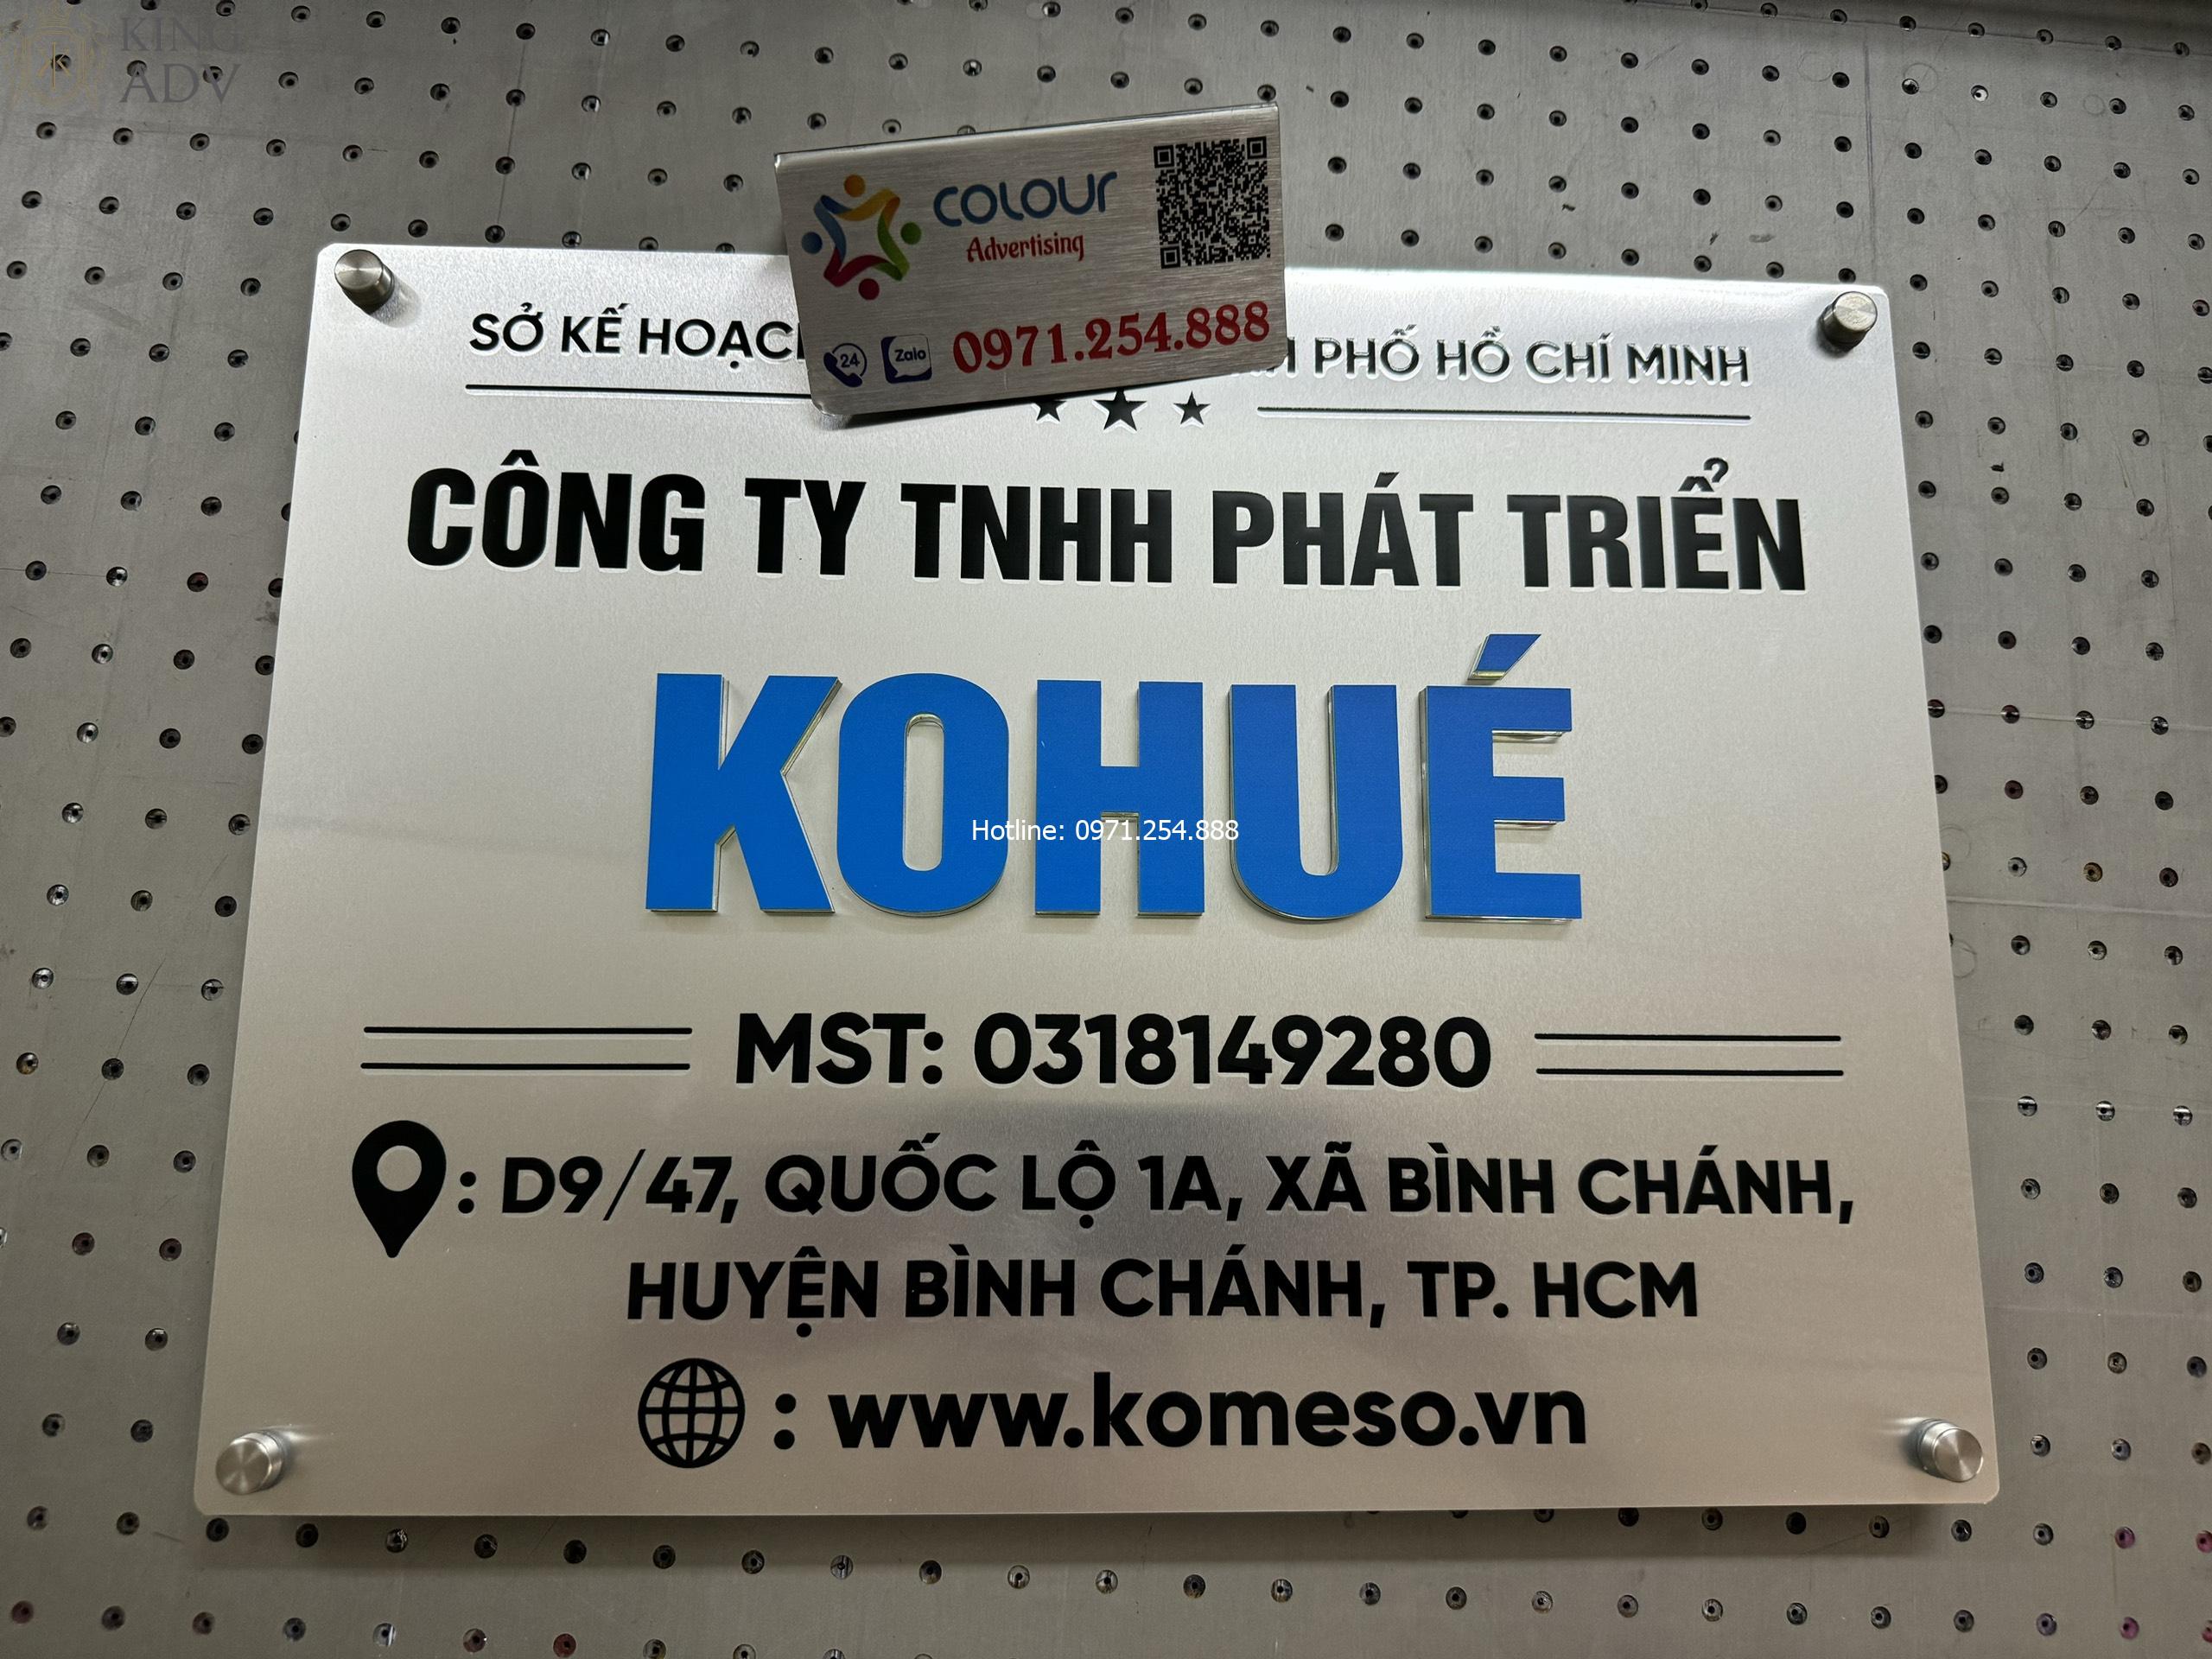 KING
ADV
COLOUR
Advertising
24
Zalo
0971.254.888
SỞ KẾ HOẠC PHỐ HỒ CHÍ MINH
CÔNG TY TNHH PHÁT TRIỂN
KOHUÉ
Hotline: 0971.254.888
MST: 0318149280
: D9/47, QUỐC LỘ 1A, XÃ BÌNH CHÁNH,
HUYỆN BÌNH CHÁNH, TP. HCM
: www.komeso.vn